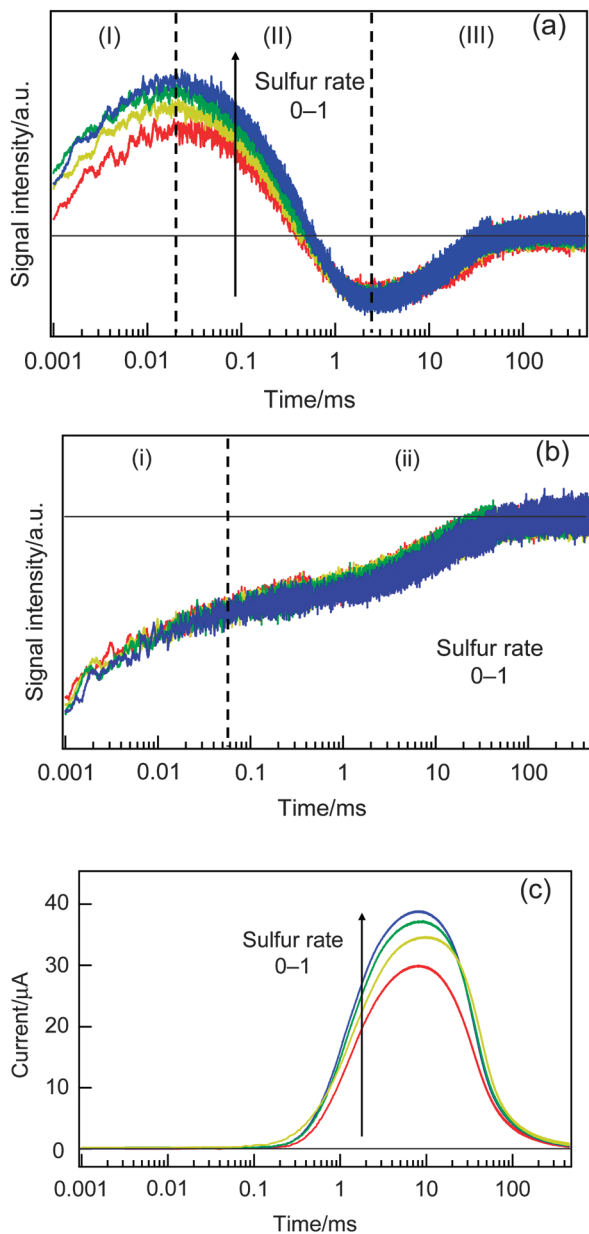 (I) (II) (III) (a)
Sulfur rate
0–1
Signal intensity/a.u.
0.001 0.01 0.1 1 10 100
Time/ms
(i) (ii) (b)
Signal intensity/a.u.
Sulfur rate
0–1
0.001 0.01 0.1 1 10 100
Time/ms
(c)
40
Sulfur rate
0–1
30
Current/µA
20
10
0
0.001 0.01 0.1 1 10 100
Time/ms